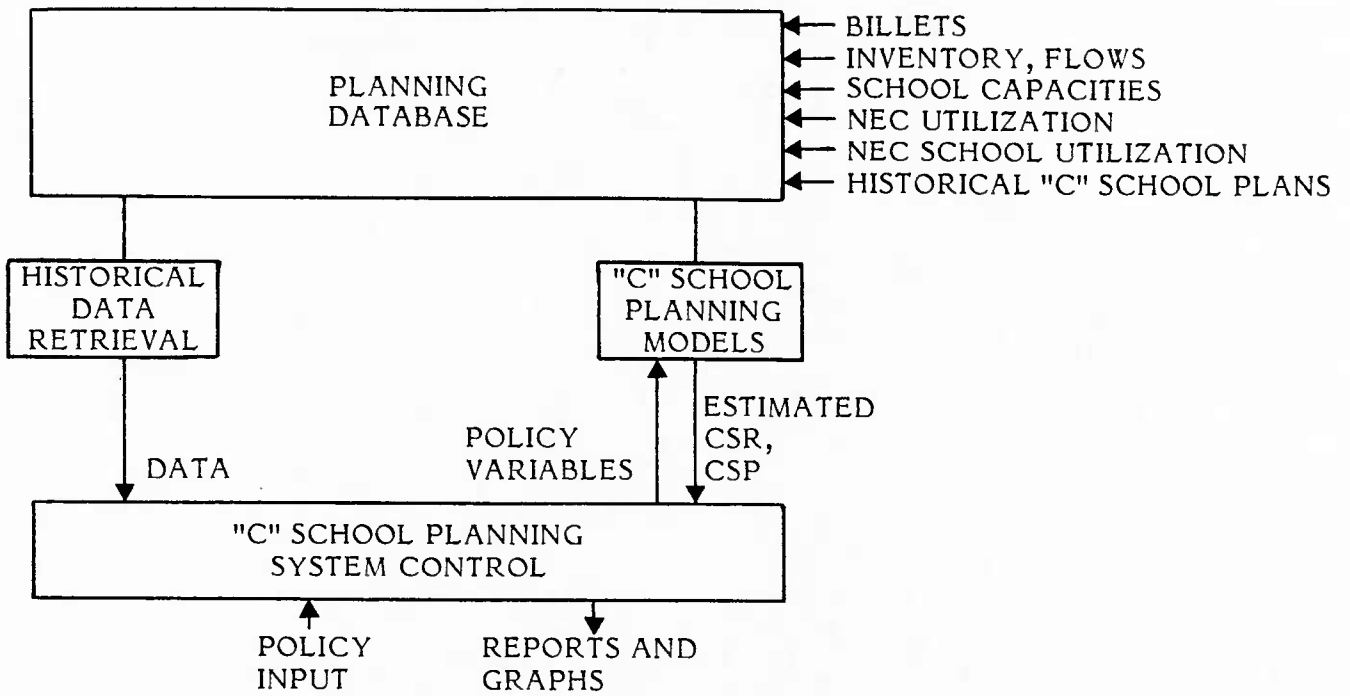 PLANNING
DATABASE
BILLETS
INVENTORY, FLOWS
SCHOOL CAPACITIES
NEC UTILIZATION
NEC SCHOOL UTILIZATION
HISTORICAL "C" SCHOOL PLANS
HISTORICAL
DATA
RETRIEVAL
"C" SCHOOL
PLANNING
MODELS
DATA
POLICY
VARIABLES
ESTIMATED
CSR,
CSP
"C" SCHOOL PLANNING
SYSTEM CONTROL
POLICY
INPUT
REPORTS AND
GRAPHS